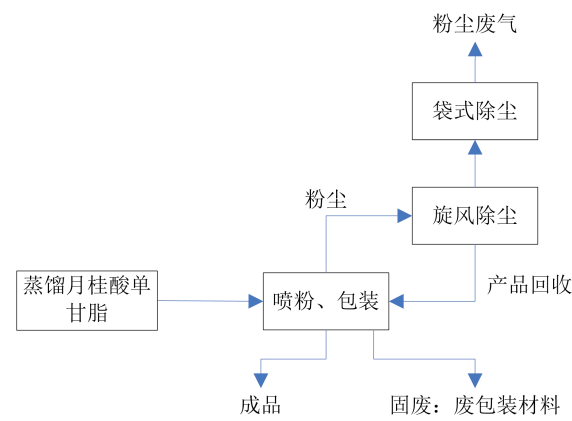 粉尘废气
袋式除尘
粉尘
旋风除尘
蒸馏月桂酸单
甘脂
喷粉、包装
产品回收
成品
固废：废包装材料